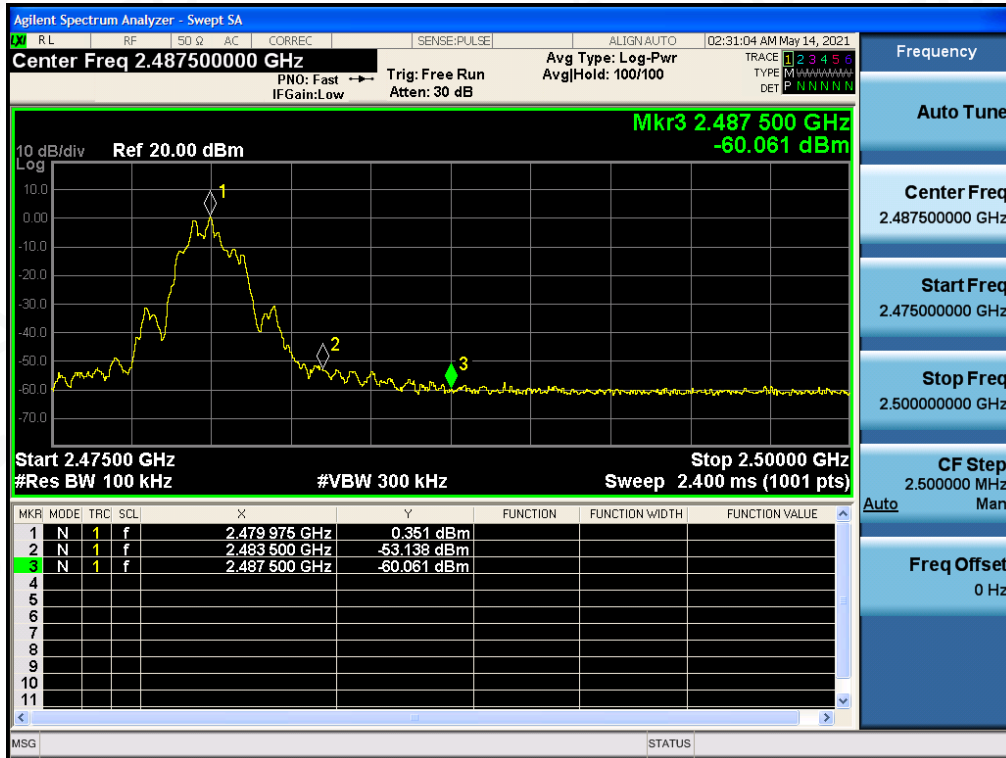 Agilent Spectrum Analyzer - Swept SA
LXI RL RF 50 Ω AC CORREC SENSE:PULSE ALIGN AUTO 02:31:04 AM May 14, 2021
Center Freq 2.487500000 GHz
PNO: Fast
IFGain:Low
Trig: Free Run
Atten: 30 dB
Avg Type: Log-Pwr
Avg|Hold: 100/100
TRACE 1 2 3 4 5 6
TYPE M WWWWW
DET P N N N N N
Mkr3 2.487 500 GHz
-60.061 dBm
10 dB/div Ref 20.00 dBm
Log
10.0
0.00
-10.0
-20.0
-30.0
-40.0
-50.0
-60.0
-70.0
1
2
3
Start 2.47500 GHz Stop 2.50000 GHz
#Res BW 100 kHz #VBW 300 kHz Sweep 2.400 ms (1001 pts)
MKR MODE TRC SCL X Y FUNCTION FUNCTION WIDTH FUNCTION VALUE
1 N 1 f 2.479 975 GHz 0.351 dBm
2 N 1 f 2.483 500 GHz -53.138 dBm
3 N 1 f 2.487 500 GHz -60.061 dBm
4
5
6
7
8
9
10
11
MSG STATUS
Frequency
Auto Tune
Center Freq
2.487500000 GHz
Start Freq
2.475000000 GHz
Stop Freq
2.500000000 GHz
CF Step
2.500000 MHz
Auto Man
Freq Offset
0 Hz